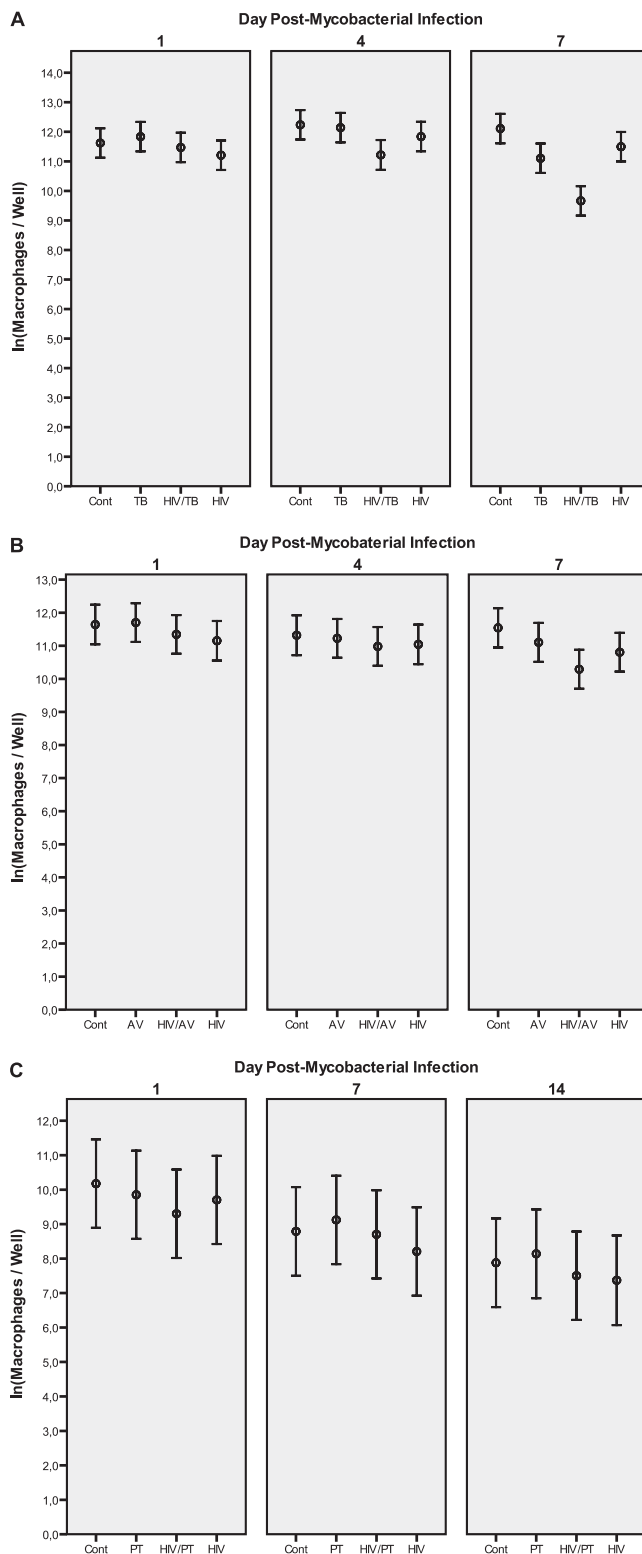 A
Day Post-Mycobacterial Infection
1 4 7
ln(Macrophages / Well)
14,0
13,0
12,0
11,0
10,0
9,0
8,0
7,0
6,0
5,0
4,0
3,0
2,0
1,0
0,0
Cont TB HIV/TB HIV Cont TB HIV/TB HIV Cont TB HIV/TB HIV
B
Day Post-Mycobaterial Infection
1 4 7
ln(Macrophages / Well)
13,0
12,0
11,0
10,0
9,0
8,0
7,0
6,0
5,0
4,0
3,0
2,0
1,0
0,0
Cont AV HIV/AV HIV Cont AV HIV/AV HIV Cont AV HIV/AV HIV
C
Day Post-Mycobacterial Infection
1 7 14
ln(Macrophages / Well)
12,0
11,0
10,0
9,0
8,0
7,0
6,0
5,0
4,0
3,0
2,0
1,0
0,0
Cont PT HIV/PT HIV Cont PT HIV/PT HIV Cont PT HIV/PT HIV